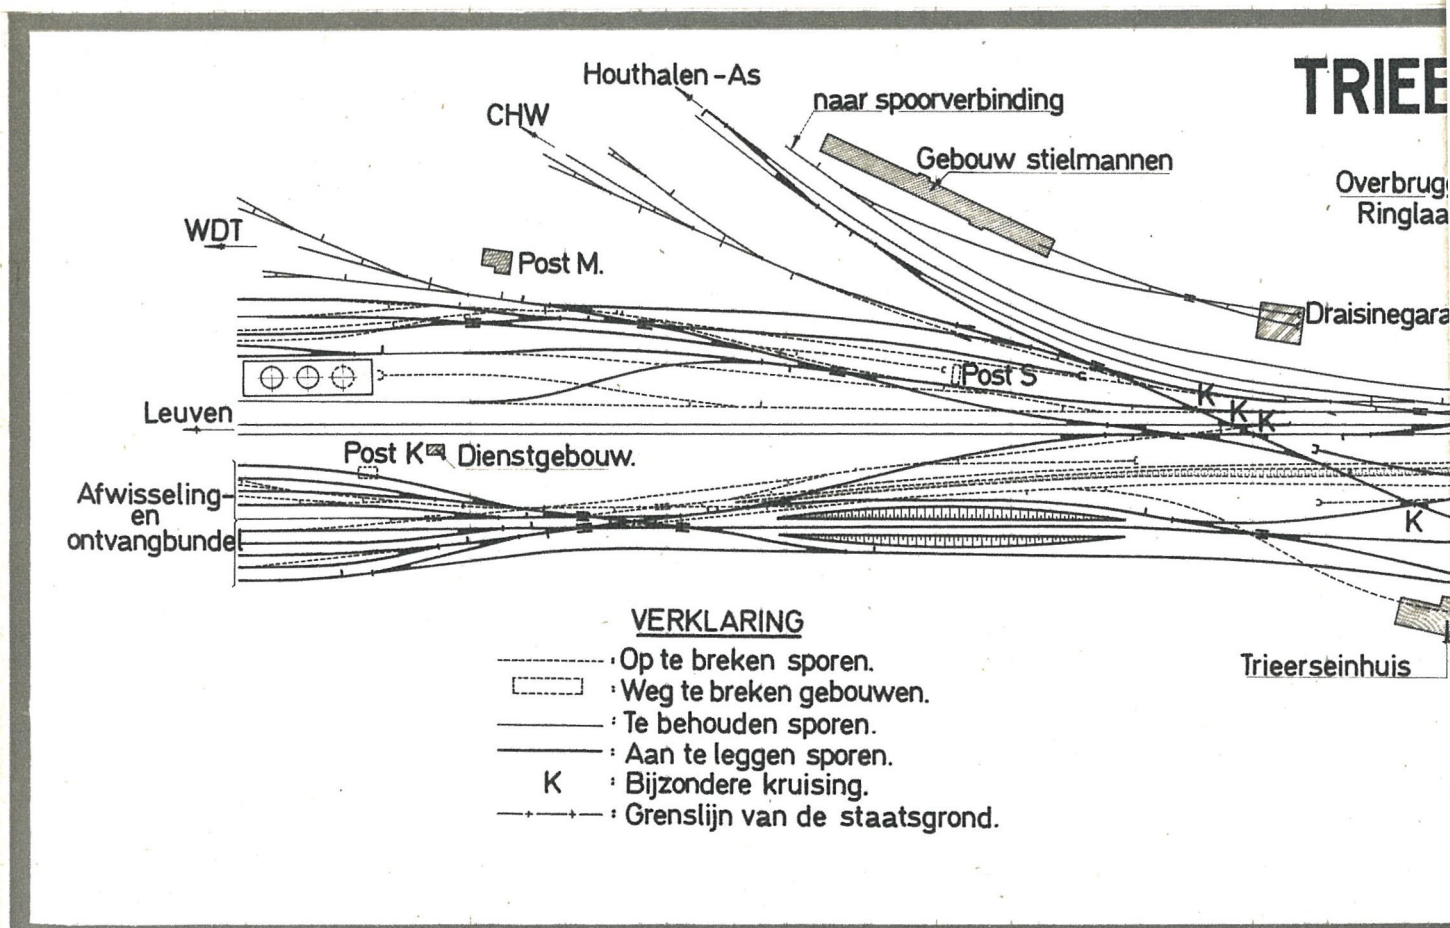 TRIEE
Houthalen-As
naar spoorverbinding
CHW
Gebouw stielmannen
Overbrugg
Ringlaa
WDT
Post M.
Draisinegara
Post S
K
K
K
Leuven
Post K
Dienstgebouw.
Afwisseling-
en
ontvangbundel
K
Trieerseinhuis
VERKLARING
: Op te breken sporen.
: Weg te breken gebouwen.
: Te behouden sporen.
: Aan te leggen sporen.
K : Bijzondere kruising.
: Grenslijn van de staatsgrond.